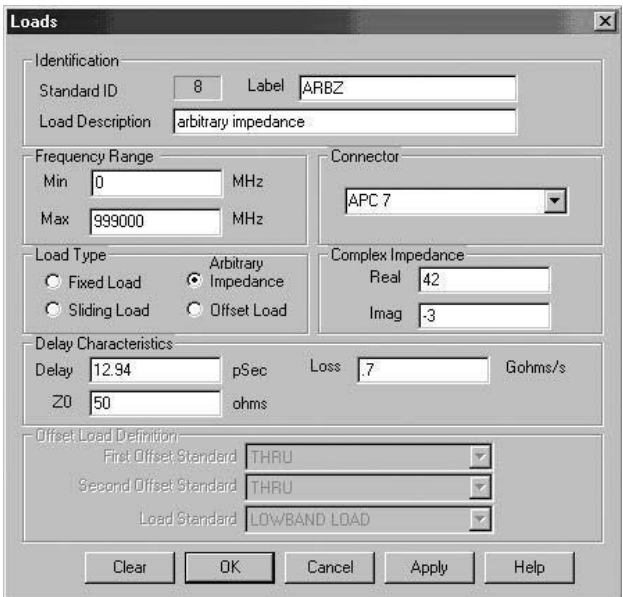 Loads
Identification
Standard ID 8 Label ARBZ
Load Description arbitrary impedance
Frequency Range
Min 0 MHz
Max 999000 MHz
Connector
APC 7
Load Type
Fixed Load
Arbitrary
Impedance
Sliding Load
Offset Load
Complex Impedance
Real 42
Imag -3
Delay Characteristics
Delay 12.94 pSec Loss .7 Gohms/s
Z0 50 ohms
Offset Load Definition
First Offset Standard THRU
Second Offset Standard THRU
Load Standard LOWBAND LOAD
Clear OK Cancel Apply Help